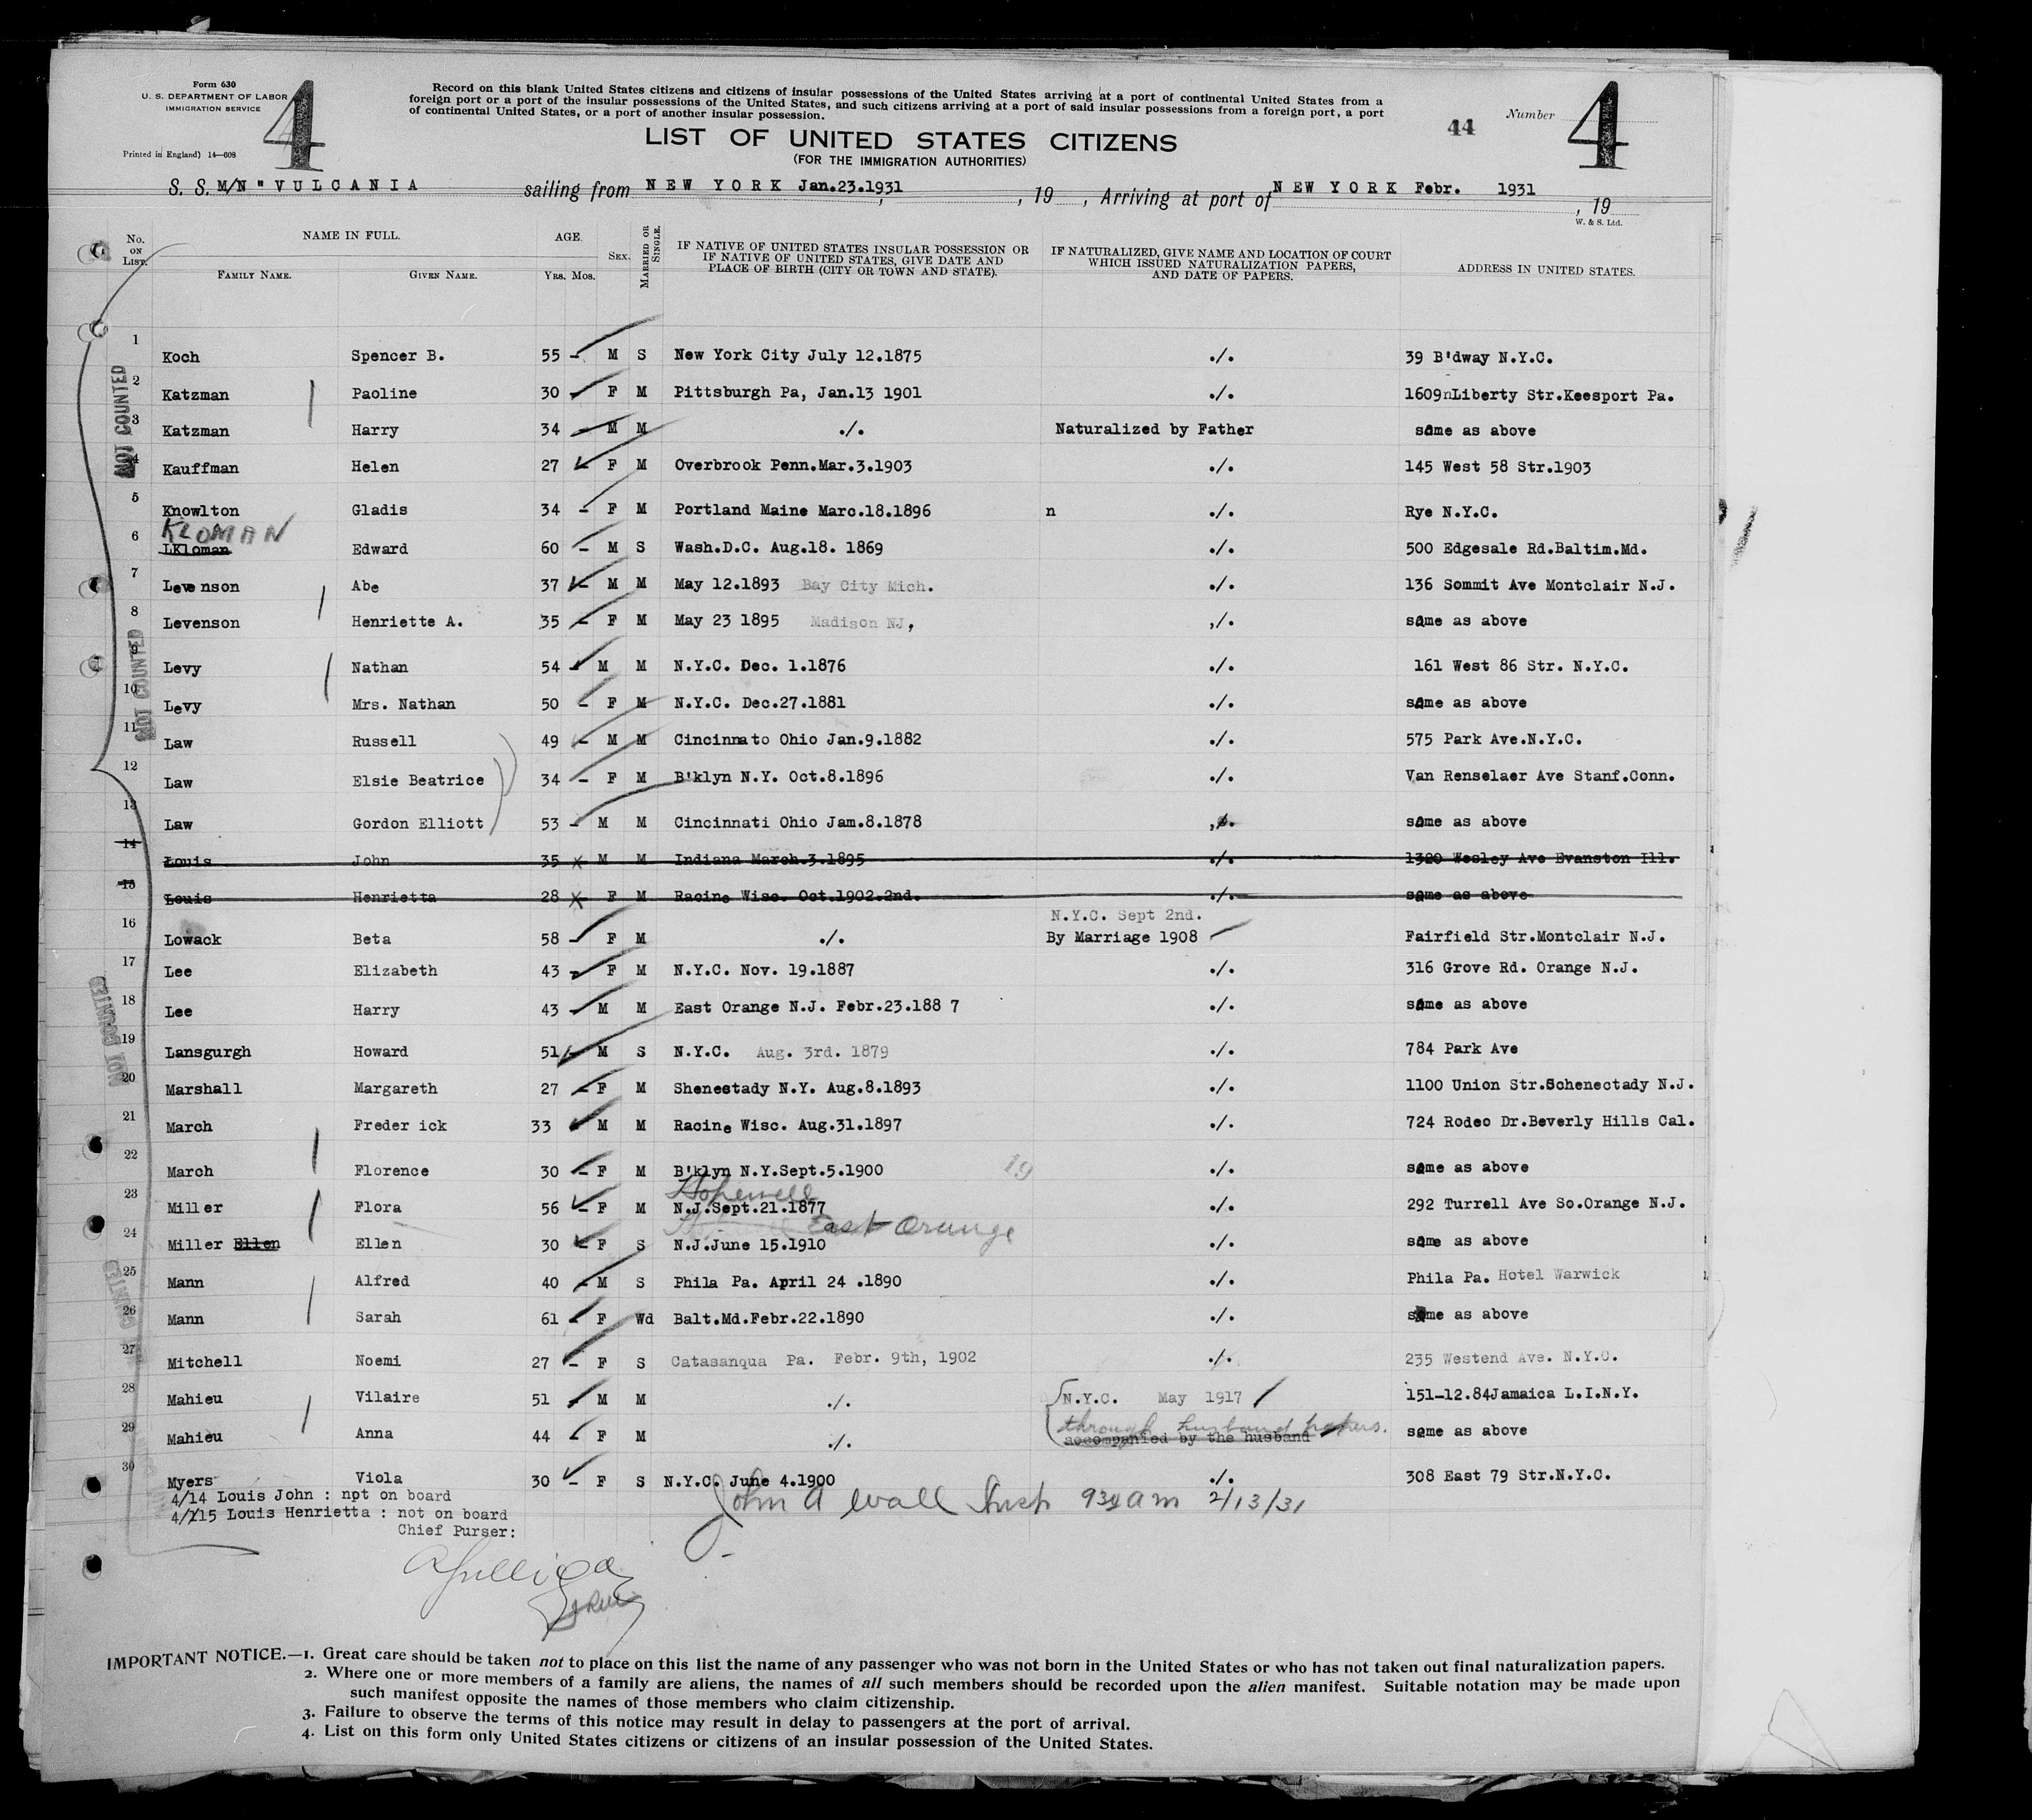 Form 630
U. S. DEPARTMENT OF LABOR
IMMIGRATION SERVICE
4
Printed in England) 14—608
Record on this blank United States citizens and citizens of insular possessions of the United States arriving at a port of continental United States from a
foreign port or a port of the insular possessions of the United States, and such citizens arriving at a port of said insular possessions from a foreign port, a port
of continental United States, or a port of another insular possession.
LIST OF UNITED STATES CITIZENS
(FOR THE IMMIGRATION AUTHORITIES)
44 Number 4
S. S. M/N "VULCANIA sailing from NEW YORK Jan.23.1931, 19 , Arriving at port of NEW YORK Febr. 1931, 19
W. & S. Ltd.
No. ON LIST. NAME IN FULL. FAMILY NAME. GIVEN NAME. AGE. YRS. MOS. SEX. MARRIED OR SINGLE. IF NATIVE OF UNITED STATES INSULAR POSSESSION OR IF NATIVE OF UNITED STATES, GIVE DATE AND PLACE OF BIRTH (CITY OR TOWN AND STATE). IF NATURALIZED, GIVE NAME AND LOCATION OF COURT WHICH ISSUED NATURALIZATION PAPERS, AND DATE OF PAPERS. ADDRESS IN UNITED STATES.
NOT COUNTED
1 Koch Spencer B. 55 - M S New York City July 12.1875 ./. 39 B'dway N.Y.C.
2 Katzman Paoline 30 - F M Pittsburgh Pa, Jan.13 1901 ./. 1609nLiberty Str.Keesport Pa.
3 Katzman Harry 34 - M M ./. Naturalized by Father same as above
4 Kauffman Helen 27 - F M Overbrook Penn.Mar.3.1903 ./. 145 West 58 Str.1903
5 Knowlton Gladis 34 - F M Portland Maine Marc.18.1896 n ./. Rye N.Y.C.
KLOMAN
6 LKloman Edward 60 - M S Wash.D.C. Aug.18. 1869 ./. 500 Edgesale Rd.Baltim.Md.
7 Levenson Abe 37 - M M May 12.1893 Bay City Mich. ./. 136 Sommit Ave Montclair N.J.
8 Levenson Henriette A. 35 - F M May 23 1895 Madison NJ, ,/. same as above
NOT COUNTED
9 Levy Nathan 54 - M M N.Y.C. Dec. 1.1876 ./. 161 West 86 Str. N.Y.C.
10 Levy Mrs. Nathan 50 - F M N.Y.C. Dec.27.1881 ./. same as above
11 Law Russell 49 - M M Cincinnato Ohio Jan.9.1882 ./. 575 Park Ave.N.Y.C.
12 Law Elsie Beatrice 34 - F M B'klyn N.Y. Oct.8.1896 ./. Van Renselaer Ave Stanf.Conn.
13 Law Gordon Elliott 53 - M M Cincinnati Ohio Jam.8.1878 ,/. same as above
14 Louis John 35 x M M Indiana March.3.1895 ./. 1300 Wesley Ave Evanston Ill.
15 Louis Henrietta 28 x F M Racine Wisc. Oct.1902.2nd. ./. same as above
N.Y.C. Sept 2nd.
16 Lowack Beta 58 - F M ./. By Marriage 1908 Fairfield Str.Montclair N.J.
17 Lee Elizabeth 43 - F M N.Y.C. Nov. 19.1887 ./. 316 Grove Rd. Orange N.J.
18 Lee Harry 43 - M M East Orange N.J. Febr.23.188 7 ./. same as above
NOT COUNTED
19 Lansgurgh Howard 51 - M S N.Y.C. Aug. 3rd. 1879 ./. 784 Park Ave
20 Marshall Margareth 27 - F M Shenestady N.Y. Aug.8.1893 ./. 1100 Union Str.Schenectady N.J.
21 March Freder ick 33 M M Racine Wisc. Aug.31.1897 ./. 724 Rodeo Dr.Beverly Hills Cal.
22 March Florence 30 - F M B'klyn N.Y.Sept.5.1900 19 ./. same as above
Hopewell
23 Miller Flora 56 - F M N.J.Sept.21.1877 ./. 292 Turrell Ave So.Orange N.J.
East Orange
24 Miller Ellen Ellen 30 - F S N.J.June 15.1910 ./. same as above
25 Mann Alfred 40 - M S Phila Pa. April 24 .1890 ./. Phila Pa. Hotel Warwick
26 Mann Sarah 61 - F Wd Balt.Md.Febr.22.1890 ./. same as above
27 Mitchell Noemi 27 - F S Catasanqua Pa. Febr. 9th, 1902 ./. 235 Westend Ave. N.Y.C.
28 Mahieu Vilaire 51 - M M ./. N.Y.C. May 1917 151-12.84Jamaica L.I.N.Y.
through husband papers.
29 Mahieu Anna 44 - F M ./. accompanied by the husband same as above
30 Myers Viola 30 - F S N.Y.C. June 4.1900 ./. 308 East 79 Str.N.Y.C.
4/14 Louis John : npt on board
4/115 Louis Henrietta : not on board
Chief Purser:
John A Wall Insp 930 am 2/13/31
IMPORTANT NOTICE.—1. Great care should be taken not to place on this list the name of any passenger who was not born in the United States or who has not taken out final naturalization papers.
2. Where one or more members of a family are aliens, the names of all such members should be recorded upon the alien manifest. Suitable notation may be made upon
such manifest opposite the names of those members who claim citizenship.
3. Failure to observe the terms of this notice may result in delay to passengers at the port of arrival.
4. List on this form only United States citizens or citizens of an insular possession of the United States.